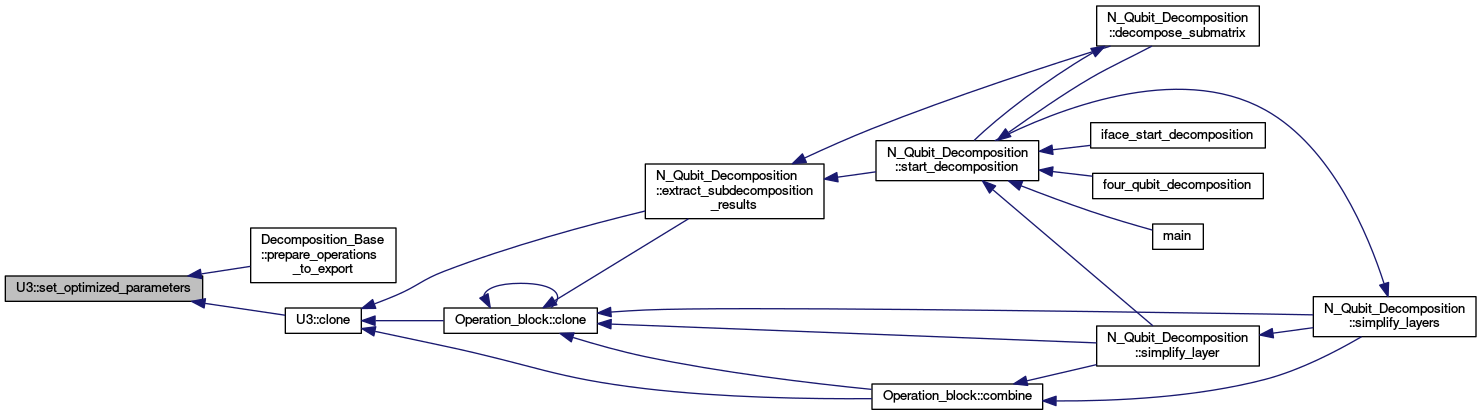 U3::set_optimized_parameters
Decomposition_Base
::prepare_operations
_to_export
U3::clone
Operation_block::clone
N_Qubit_Decomposition
::extract_subdecomposition
_results
N_Qubit_Decomposition
::start_decomposition
N_Qubit_Decomposition
::decompose_submatrix
iface_start_decomposition
four_qubit_decomposition
main
N_Qubit_Decomposition
::simplify_layer
Operation_block::combine
N_Qubit_Decomposition
::simplify_layers